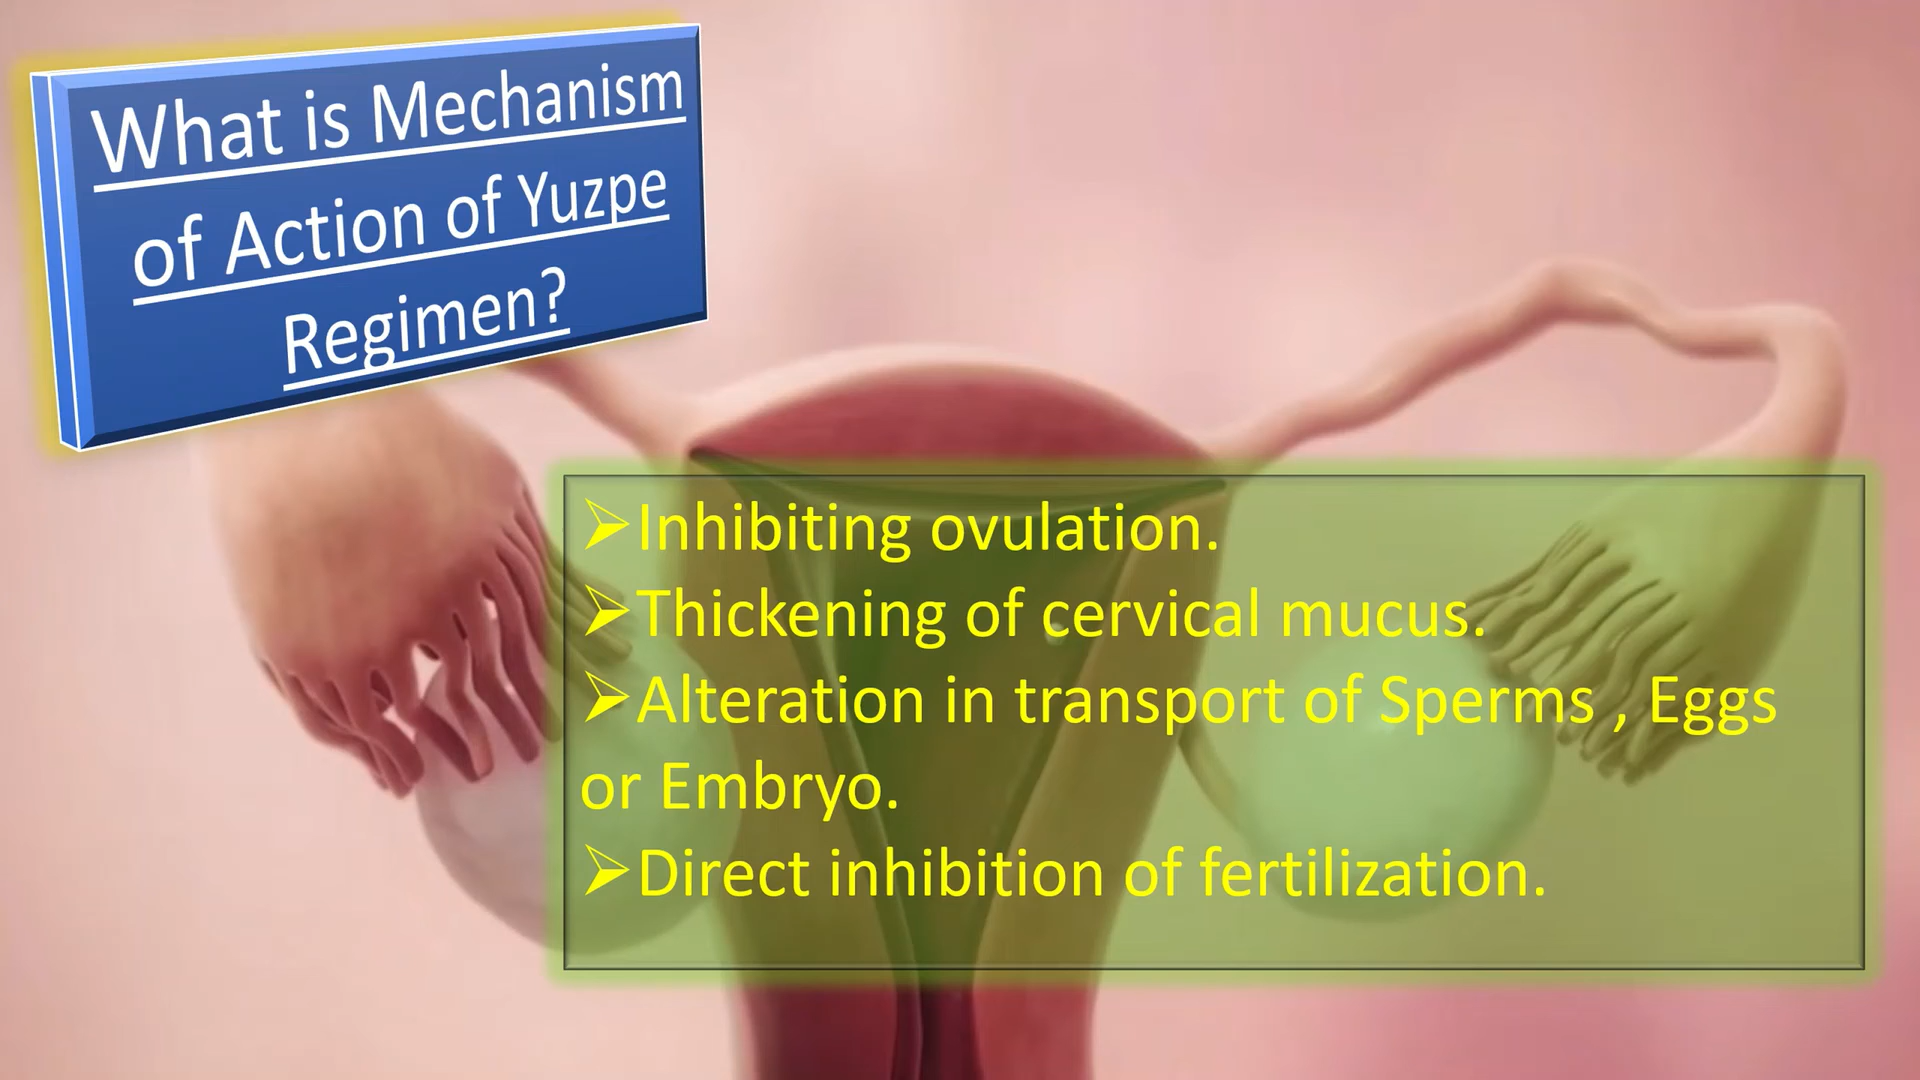 What is Mechanism
of Action of Yuzpe
Regimen?
➢Inhibiting ovulation.
➢Thickening of cervical mucus.
➢Alteration in transport of Sperms , Eggs
or Embryo.
➢Direct inhibition of fertilization.